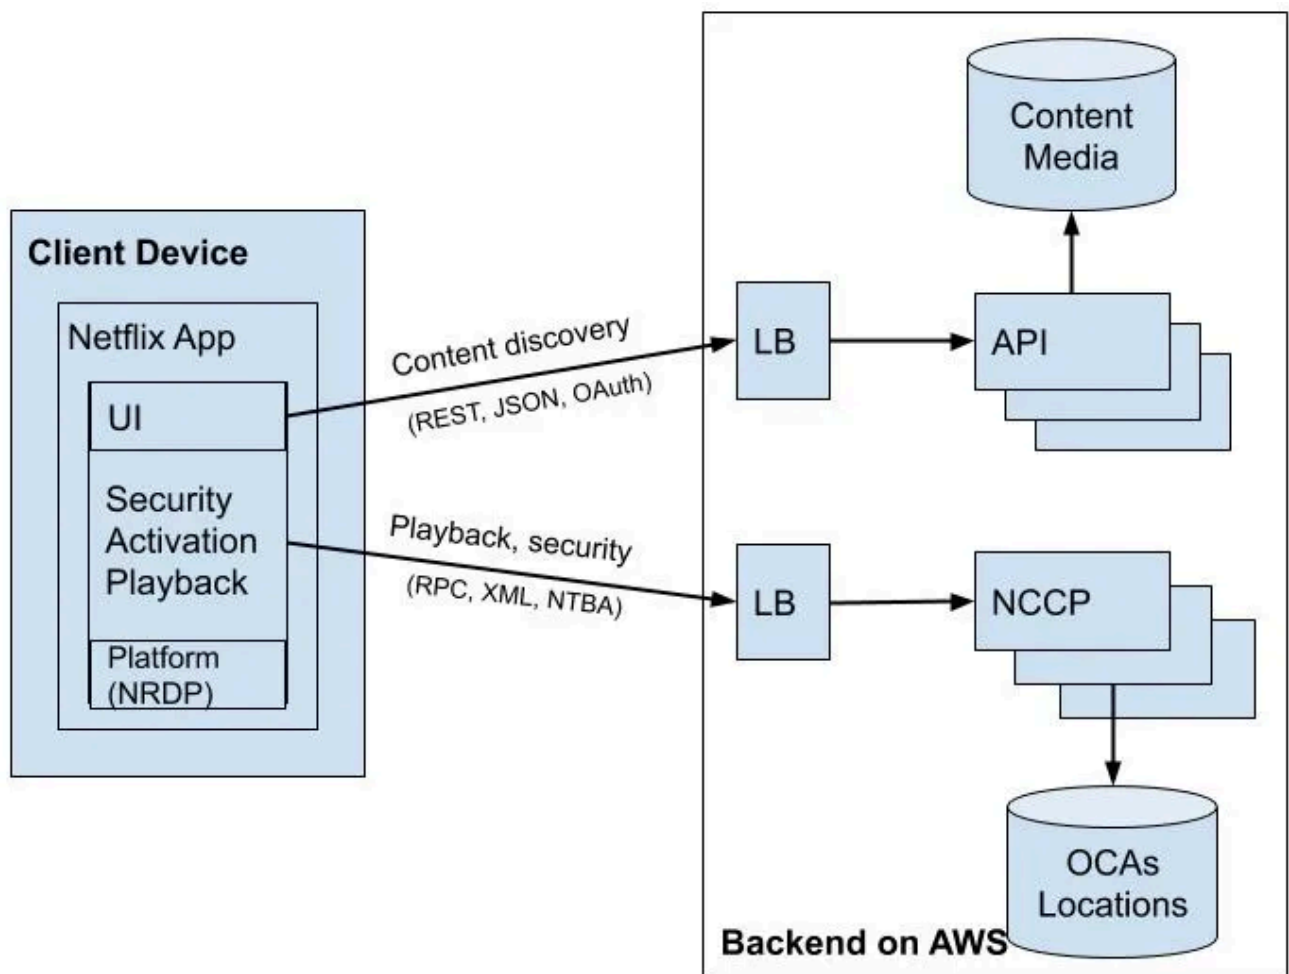 Client Device
Netflix App
UI
Security
Activation
Playback
Platform
(NRDP)
Content discovery
(REST, JSON, OAuth)
Playback, security
(RPC, XML, NTBA)
LB
API
Content
Media
LB
NCCP
OCAs
Locations
Backend on AWS